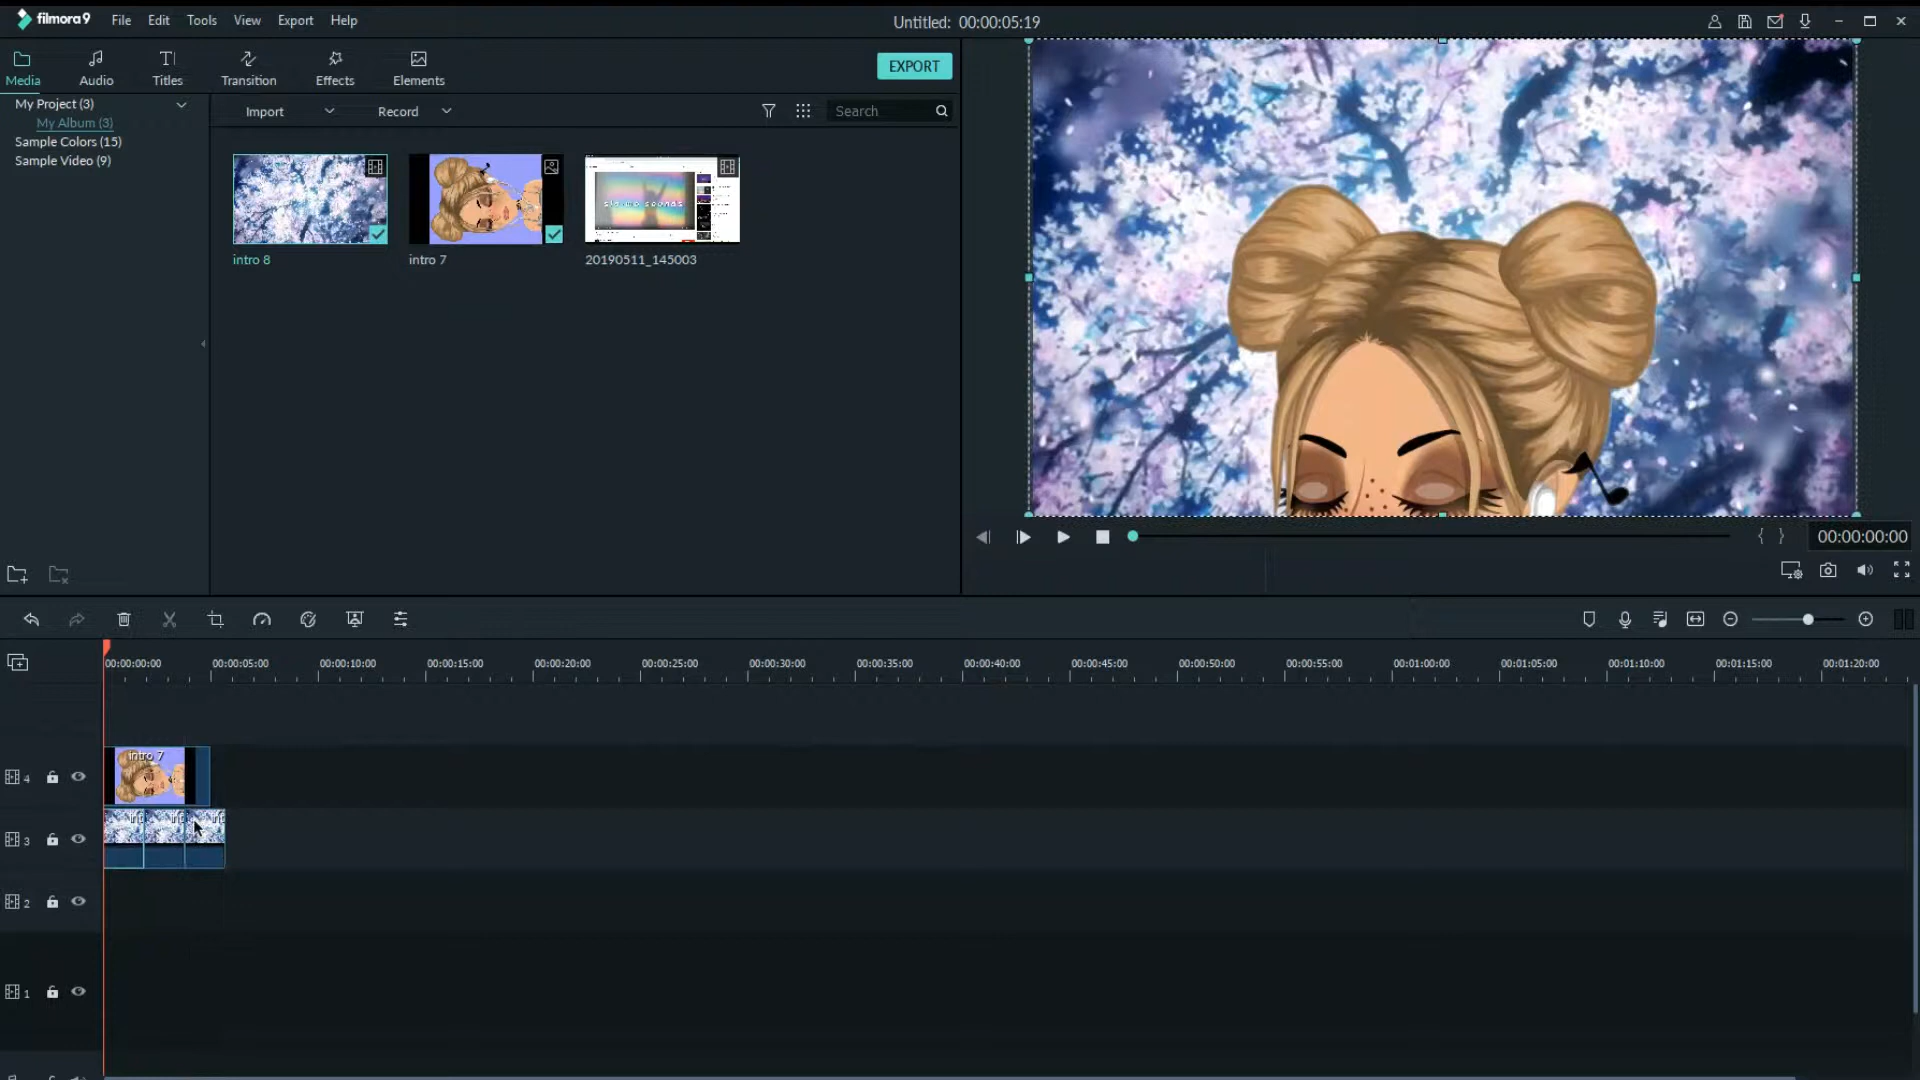 filmora9 File Edit Tools View Export Help Untitled: 00:00:05:19
Media Audio Titles Transition Effects Elements EXPORT
My Project (3)
My Album (3)
Sample Colors (15)
Sample Video (9)
Import Record Search
intro 8 intro 7 20190511_145003
00:00:00:00
00:00:00:00 00:00:05:00 00:00:10:00 00:00:15:00 00:00:20:00 00:00:25:00 00:00:30:00 00:00:35:00 00:00:40:00 00:00:45:00 00:00:50:00 00:00:55:00 00:01:00:00 00:01:05:00 00:01:10:00 00:01:15:00 00:01:20:00
intro 7
4
3
2
1